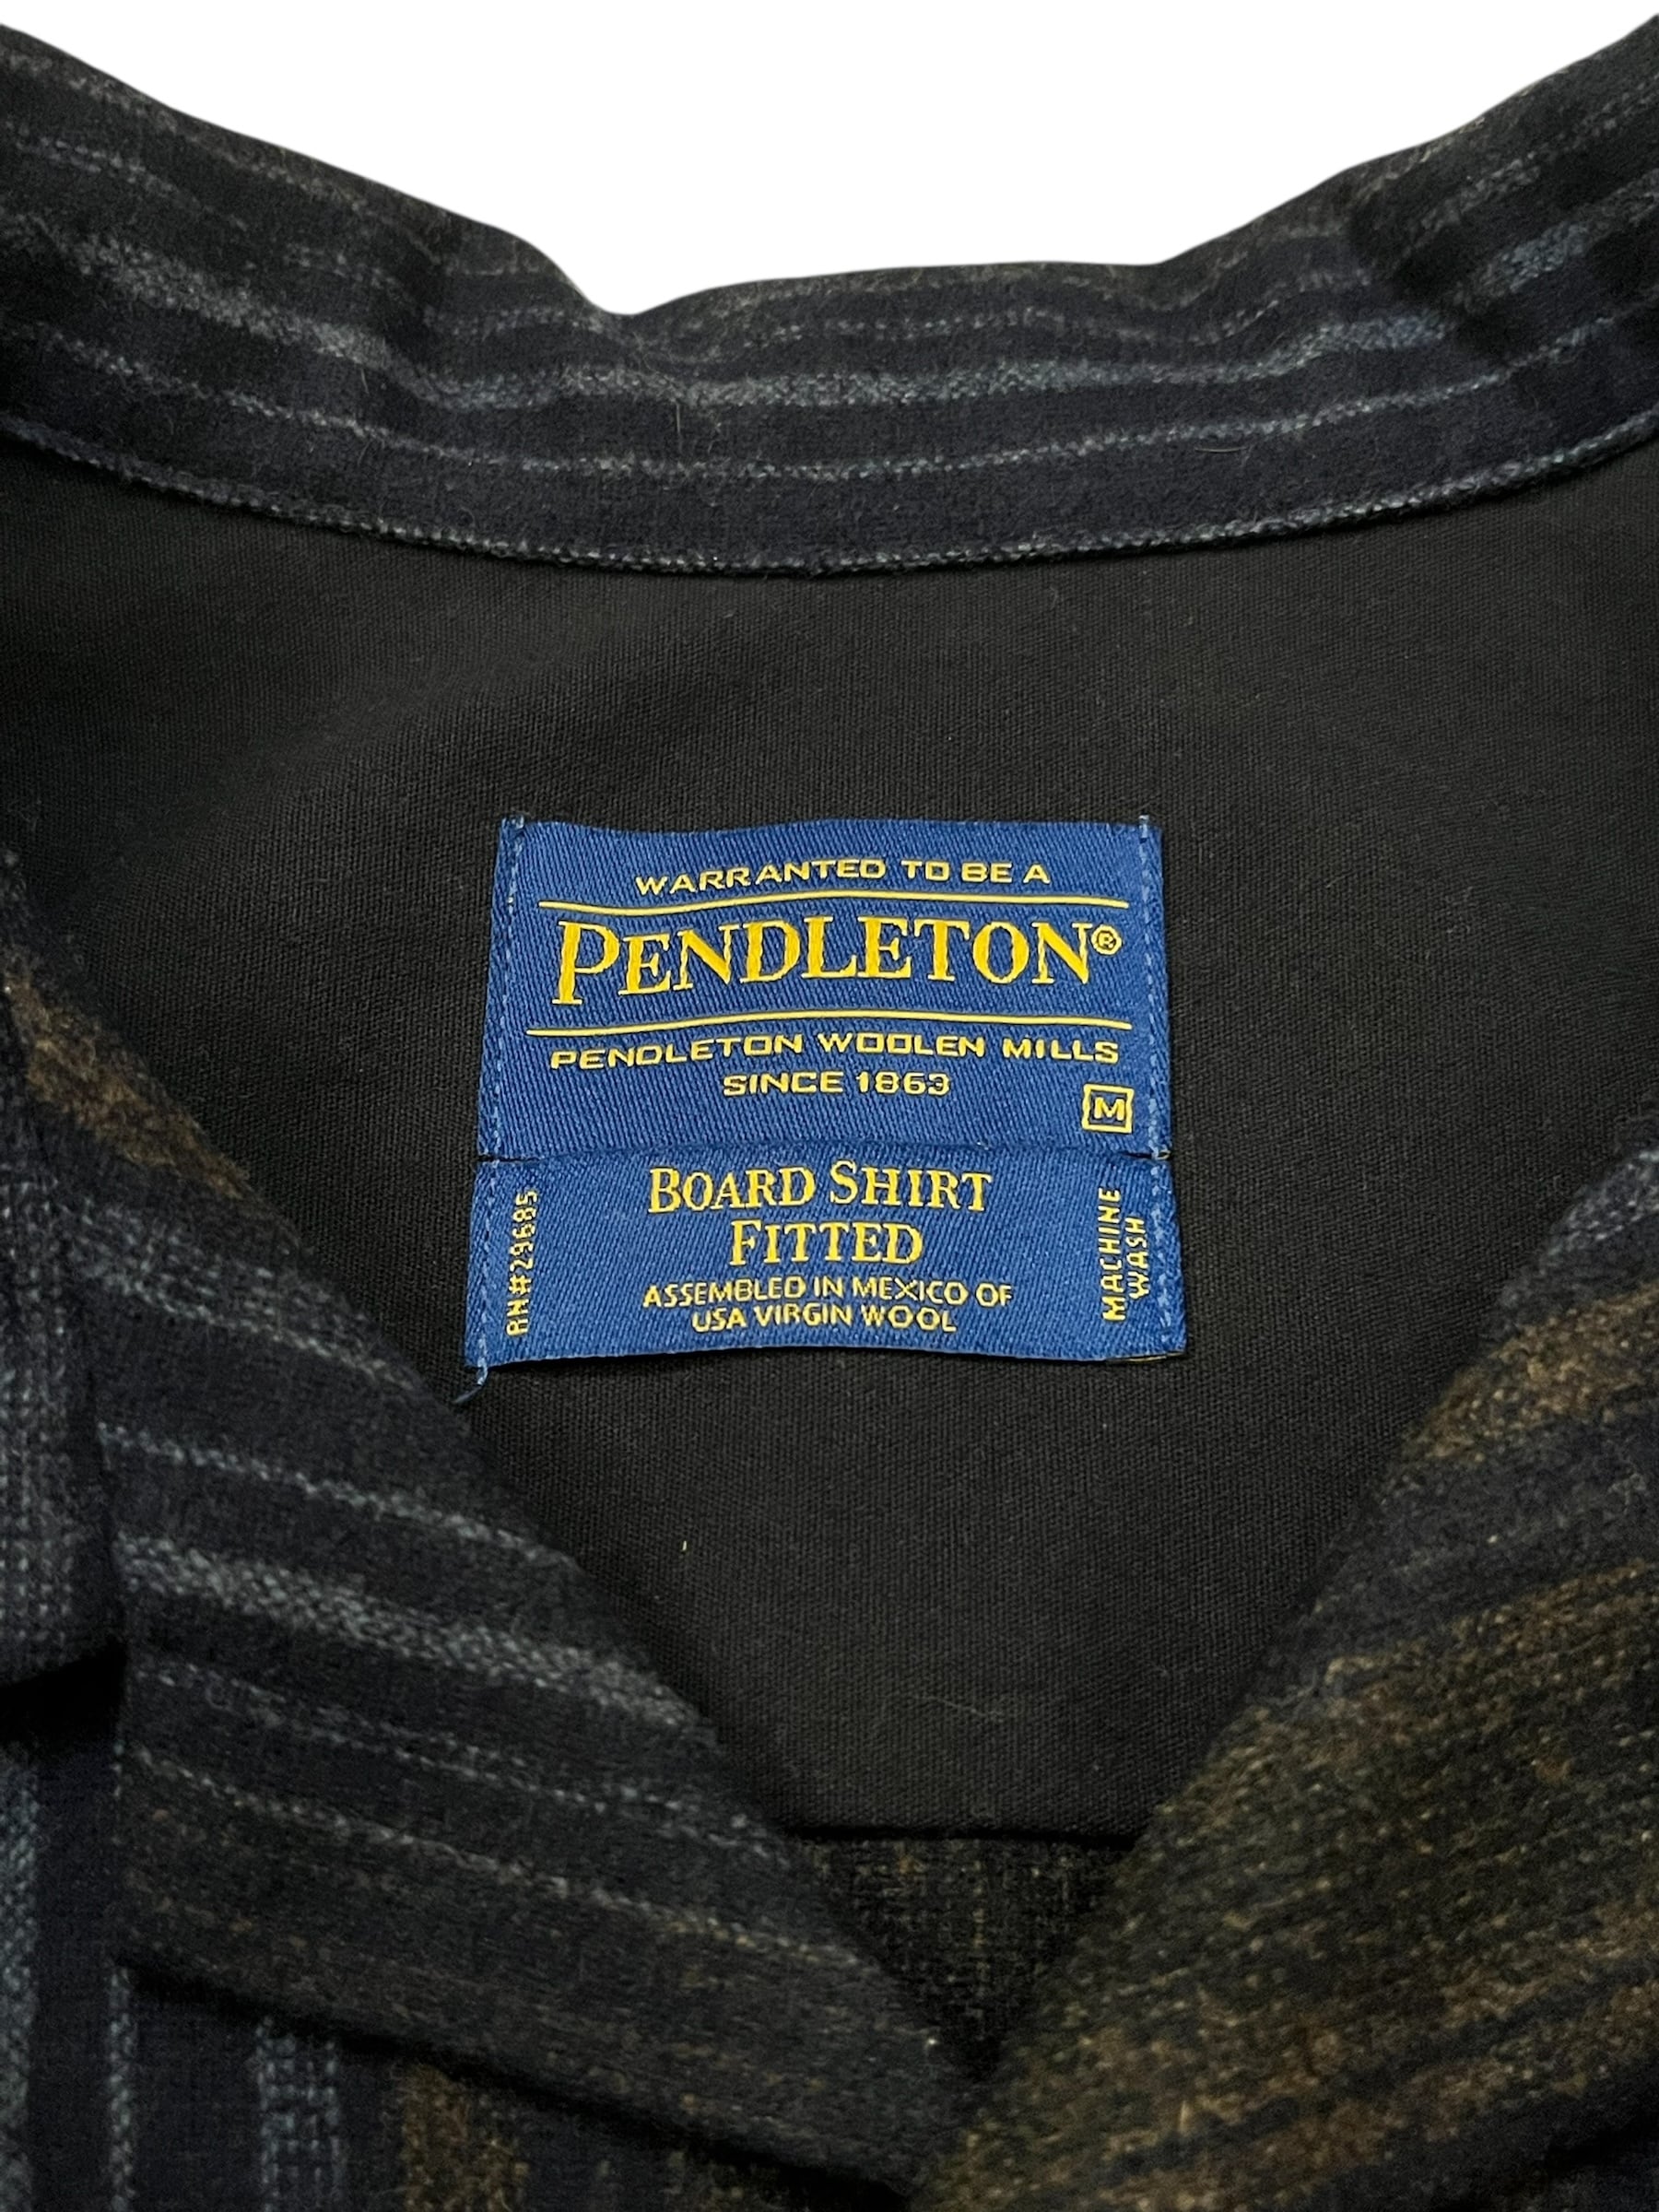 WARRANTED TO BE A
PENDLETON®
PENDLETON WOOLEN MILLS
SINCE 1863
M
BOARD SHIRT
FITTED
ASSEMBLED IN MEXICO OF
USA VIRGIN WOOL
RN#29685
MACHINE
WASH